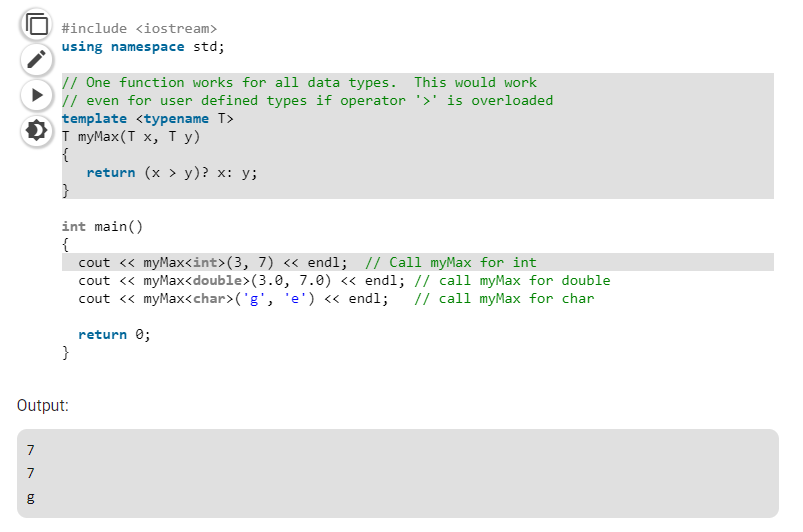 #include <iostream>
using namespace std;
// One function works for all data types.  This would work
// even for user defined types if operator '>' is overloaded
template <typename T>
T myMax(T x, T y)
{
   return (x > y)? x: y;
}
int main()
{
  cout << myMax<int>(3, 7) << endl;  // Call myMax for int
  cout << myMax<double>(3.0, 7.0) << endl; // call myMax for double
  cout << myMax<char>('g', 'e') << endl;   // call myMax for char
  return 0;
}
Output:
7
7
g